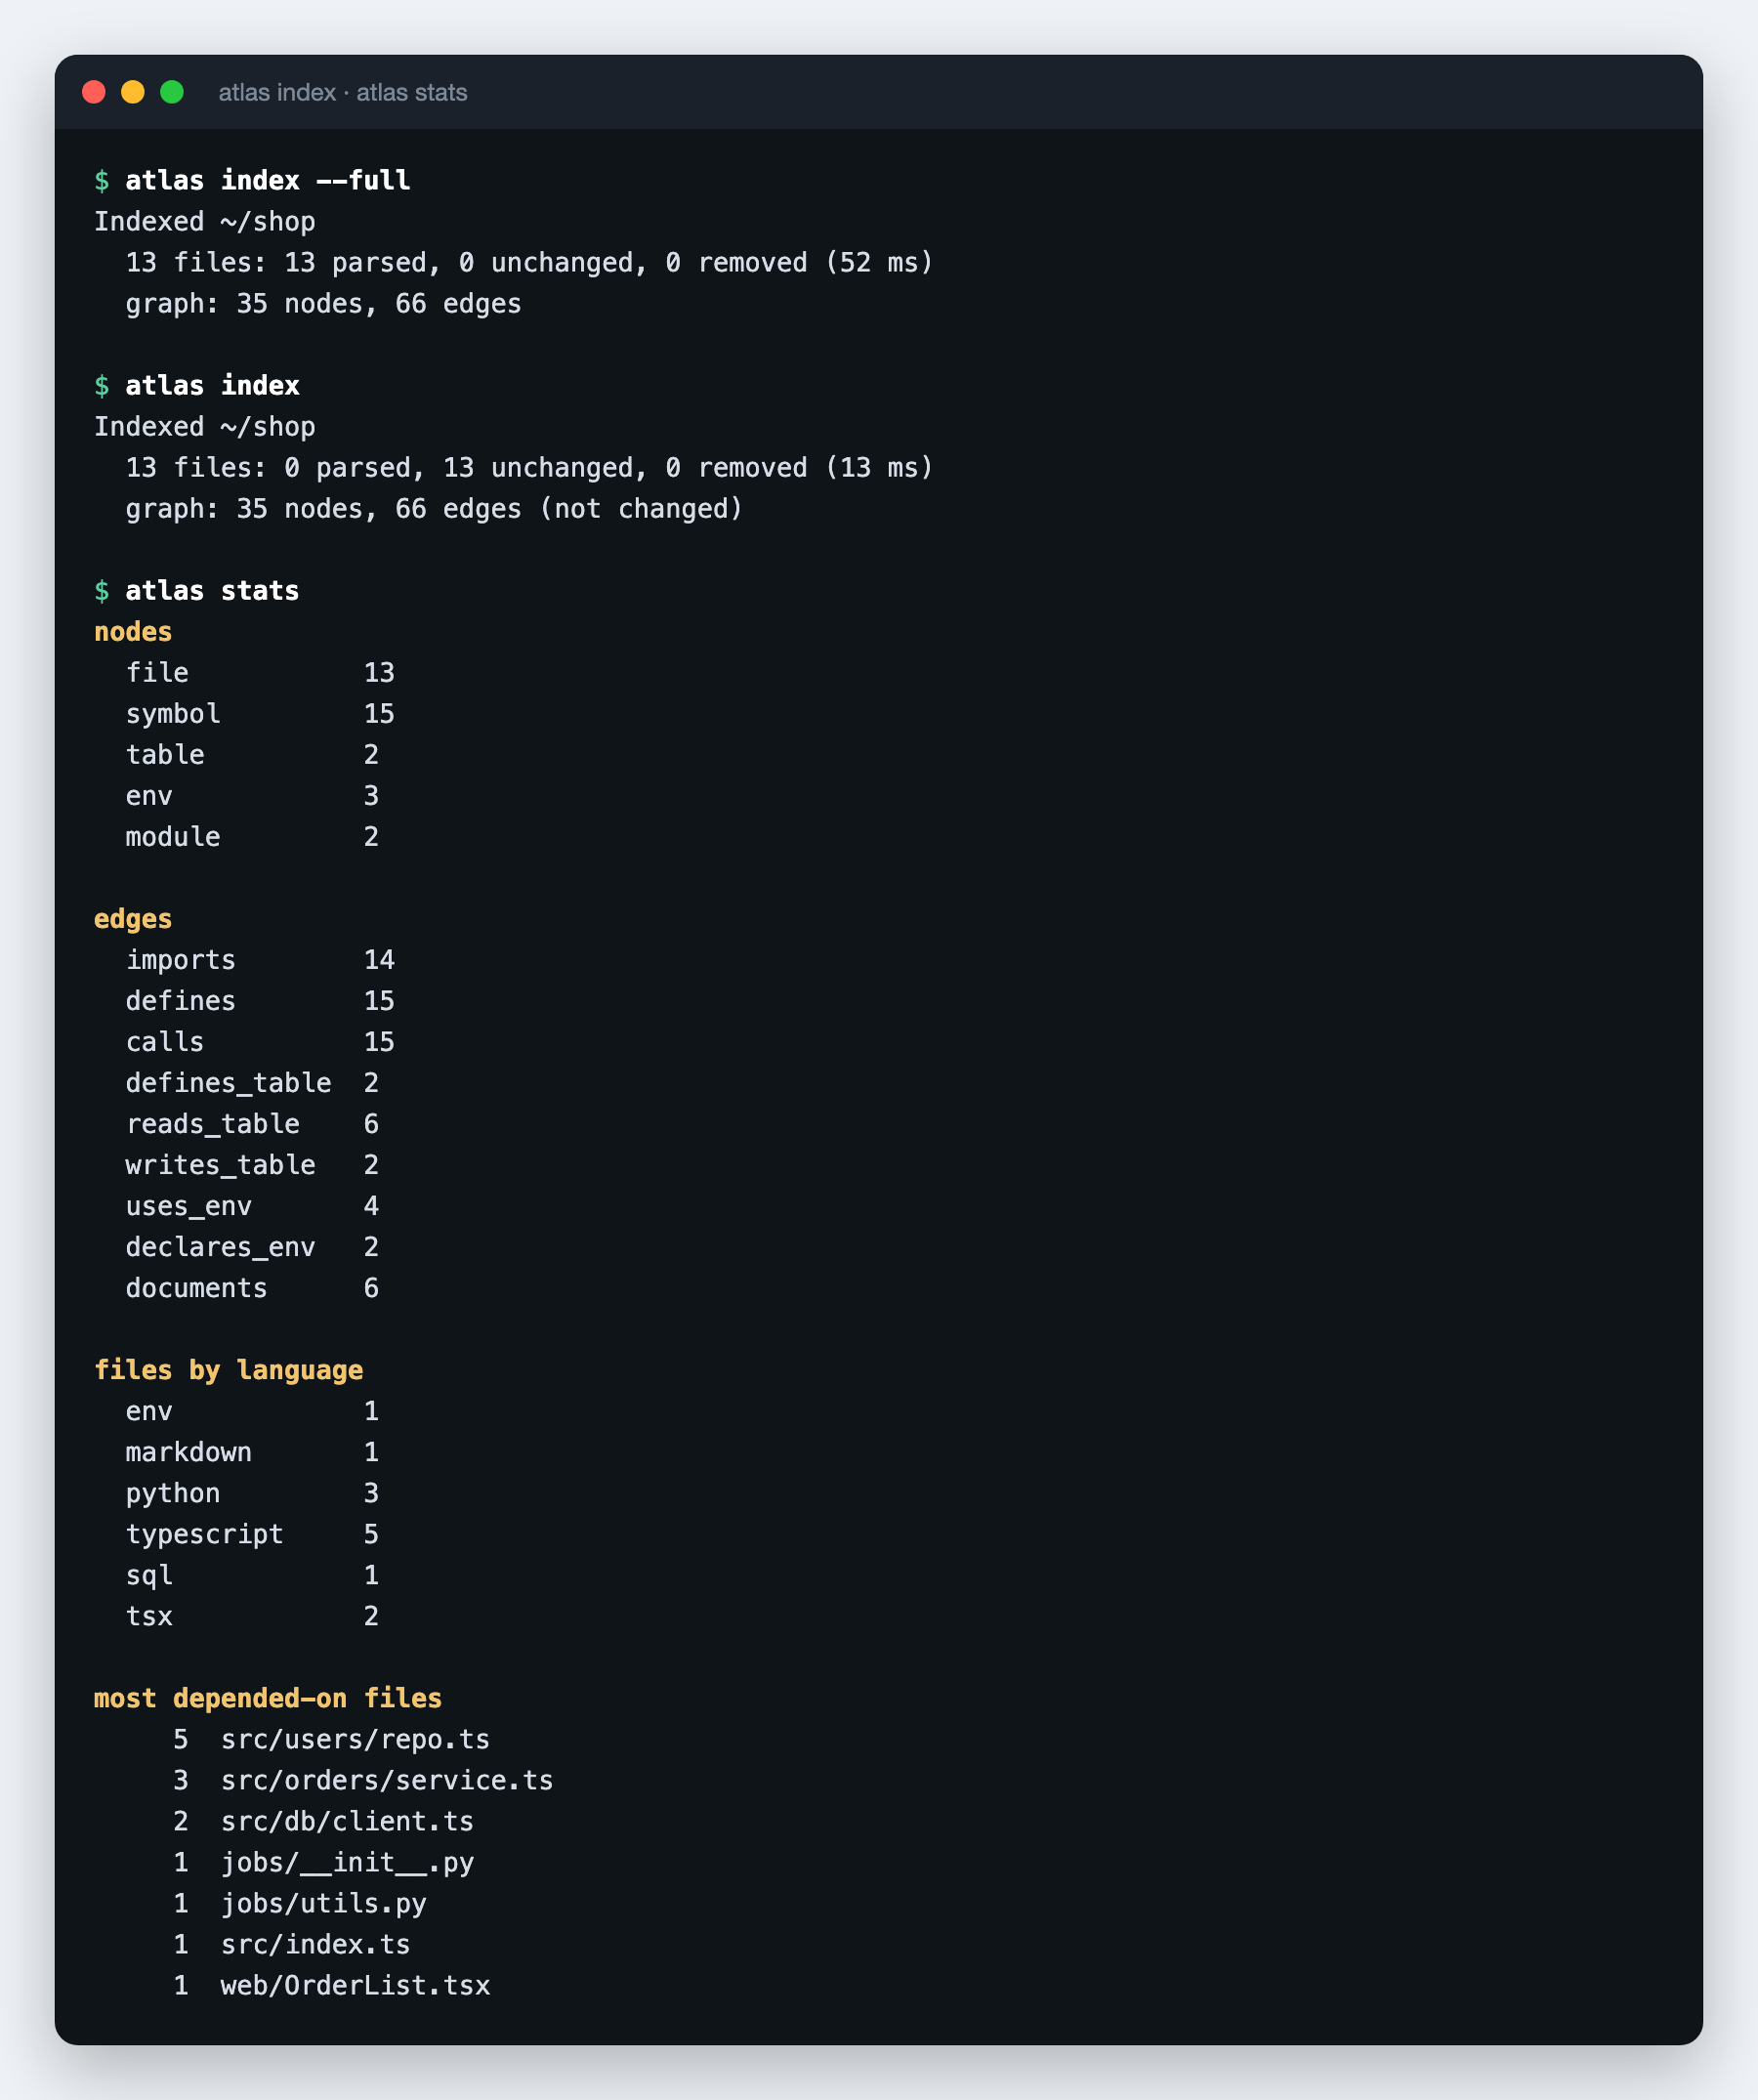 atlas index · atlas stats
$ atlas index --full
Indexed ~/shop
  13 files: 13 parsed, 0 unchanged, 0 removed (52 ms)
  graph: 35 nodes, 66 edges
$ atlas index
Indexed ~/shop
  13 files: 0 parsed, 13 unchanged, 0 removed (13 ms)
  graph: 35 nodes, 66 edges (not changed)
$ atlas stats
nodes
  file           13
  symbol         15
  table          2
  env            3
  module         2
edges
  imports        14
  defines        15
  calls          15
  defines_table  2
  reads_table    6
  writes_table   2
  uses_env       4
  declares_env   2
  documents      6
files by language
  env            1
  markdown       1
  python         3
  typescript     5
  sql            1
  tsx            2
most depended-on files
     5  src/users/repo.ts
     3  src/orders/service.ts
     2  src/db/client.ts
     1  jobs/__init__.py
     1  jobs/utils.py
     1  src/index.ts
     1  web/OrderList.tsx